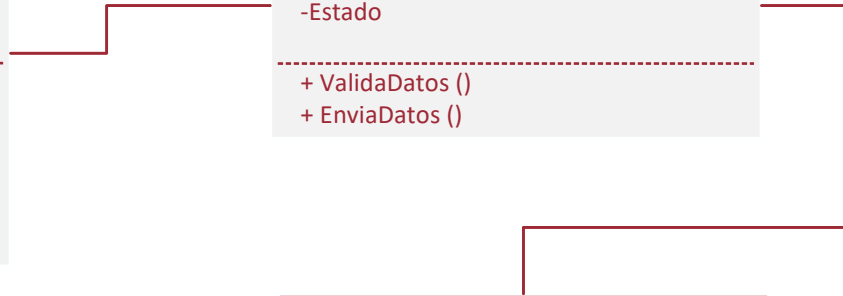 -Estado
+ ValidaDatos ()
+ EnviaDatos ()